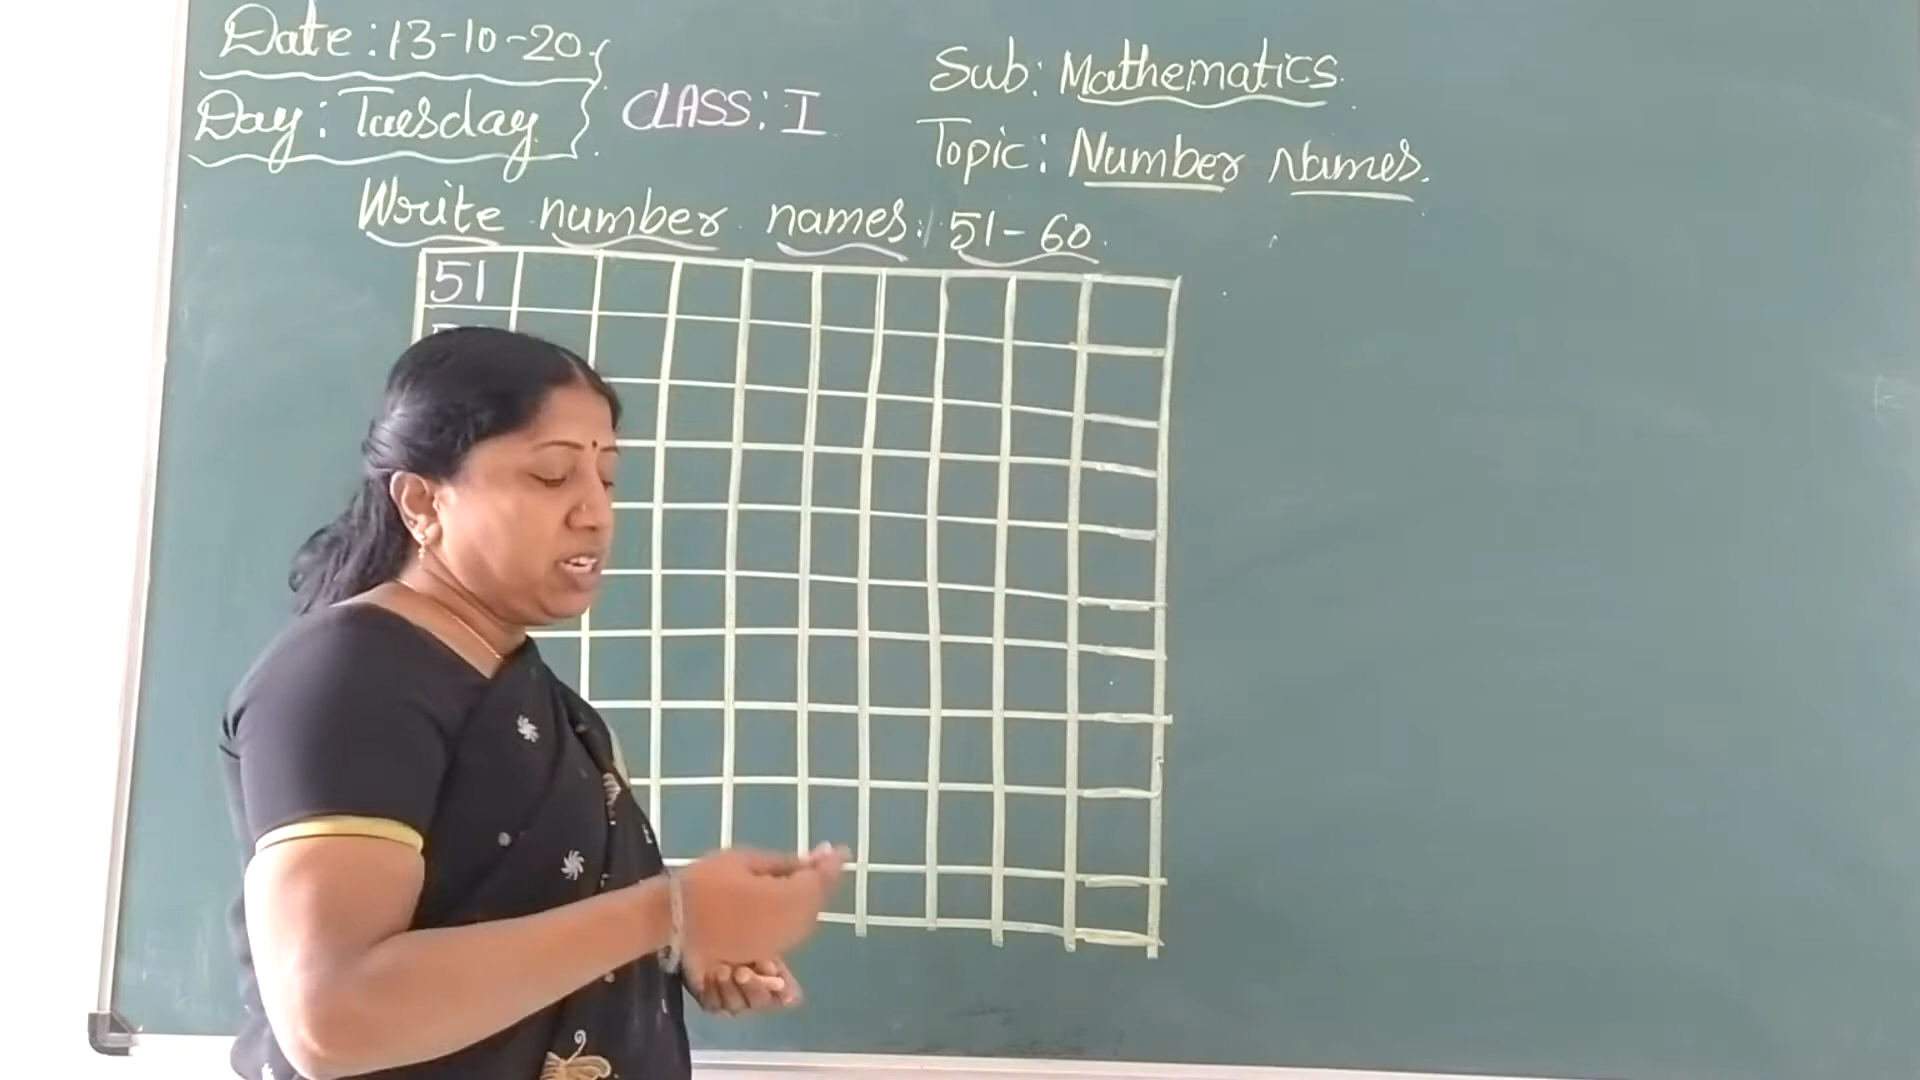 Date: 13-10-20.
Day: Tuesday
CLASS: I
Sub: Mathematics.
Topic: Number Names.
Write number names: 51-60.
51